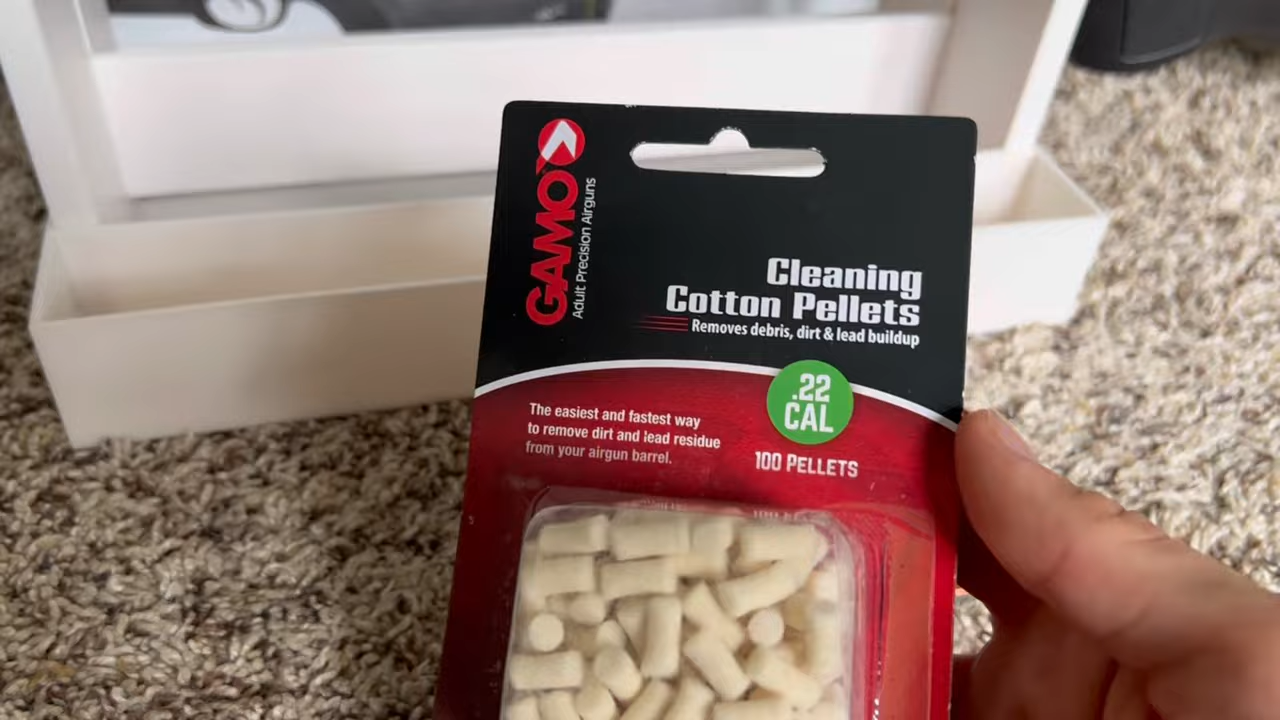 GAMO
Adult Precision Airguns
Cleaning
Cotton Pellets
Removes debris, dirt & lead buildup
.22
CAL
The easiest and fastest way
to remove dirt and lead residue
from your airgun barrel.
100 PELLETS